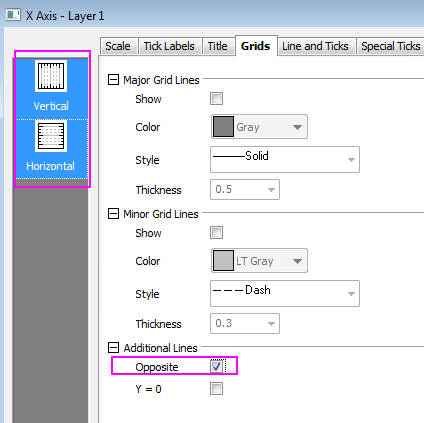 X Axis - Layer1
Scale Tick Labels Title Grids Line and Ticks Special Ticks
Vertical
Horizontal
Major Grid Lines
Show
Color Gray
Style Solid
Thickness 0.5
Minor Grid Lines
Show
Color LT Gray
Style Dash
Thickness 0.3
Additional Lines
Opposite
Y = 0